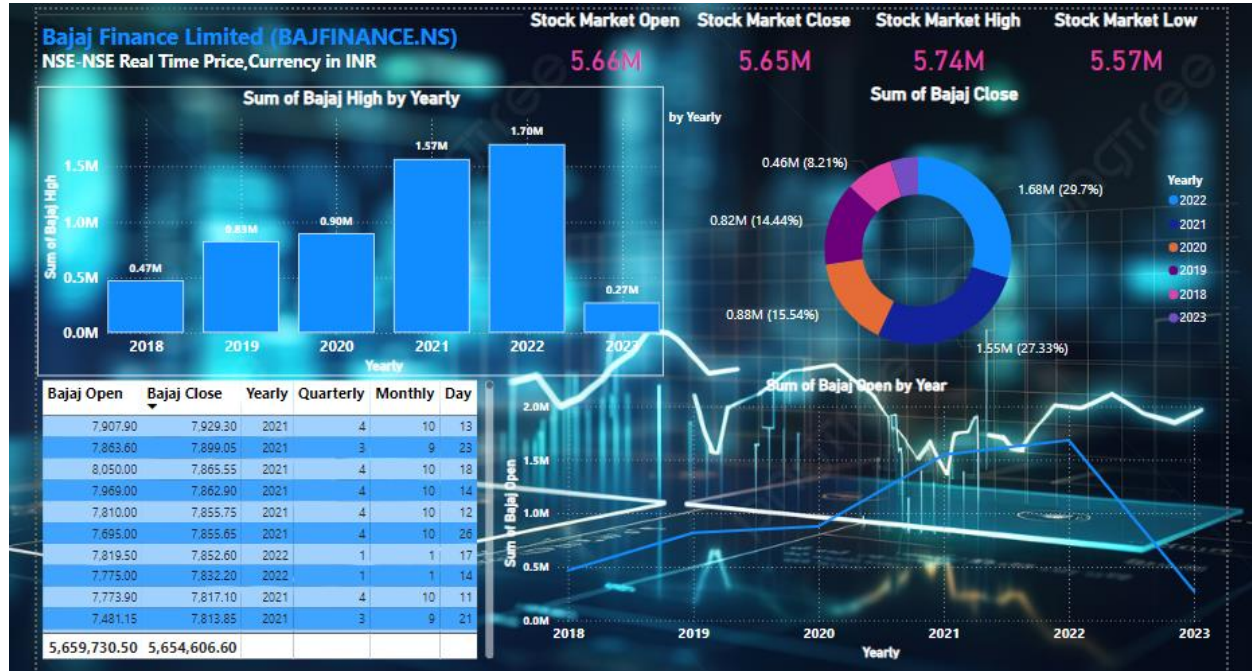 Bajaj Finance Limited (BAJFINANCE.NS)
NSE-NSE Real Time Price,Currency in INR
Stock Market Open
5.66M
Stock Market Close
5.65M
Stock Market High
5.74M
Stock Market Low
5.57M
Sum of Bajaj High by Yearly
Sum of Bajaj High
1.5M
1.0M
0.5M
0.0M
0.47M
0.83M
0.90M
1.57M
1.70M
0.27M
2018 2019 2020 2021 2022 2023
Yearly
by Yearly
Sum of Bajaj Close
0.46M (8.21%)
1.68M (29.7%)
0.82M (14.44%)
0.88M (15.54%)
1.55M (27.33%)
Yearly
2022
2021
2020
2019
2018
2023
Bajaj Open Bajaj Close Yearly Quarterly Monthly Day
7,907.90 7,929.30 2021 4 10 13
7,863.60 7,899.05 2021 3 9 23
8,050.00 7,865.55 2021 4 10 18
7,969.00 7,862.90 2021 4 10 14
7,810.00 7,855.75 2021 4 10 12
7,695.00 7,855.65 2021 4 10 26
7,819.50 7,852.60 2022 1 1 17
7,775.00 7,832.20 2022 1 1 14
7,773.90 7,817.10 2021 4 10 11
7,481.15 7,813.85 2021 3 9 21
5,659,730.50 5,654,606.60
Sum of Bajaj Open by Year
Sum of Bajaj Open
2.0M
1.5M
1.0M
0.5M
0.0M
2018 2019 2020 2021 2022 2023
Yearly